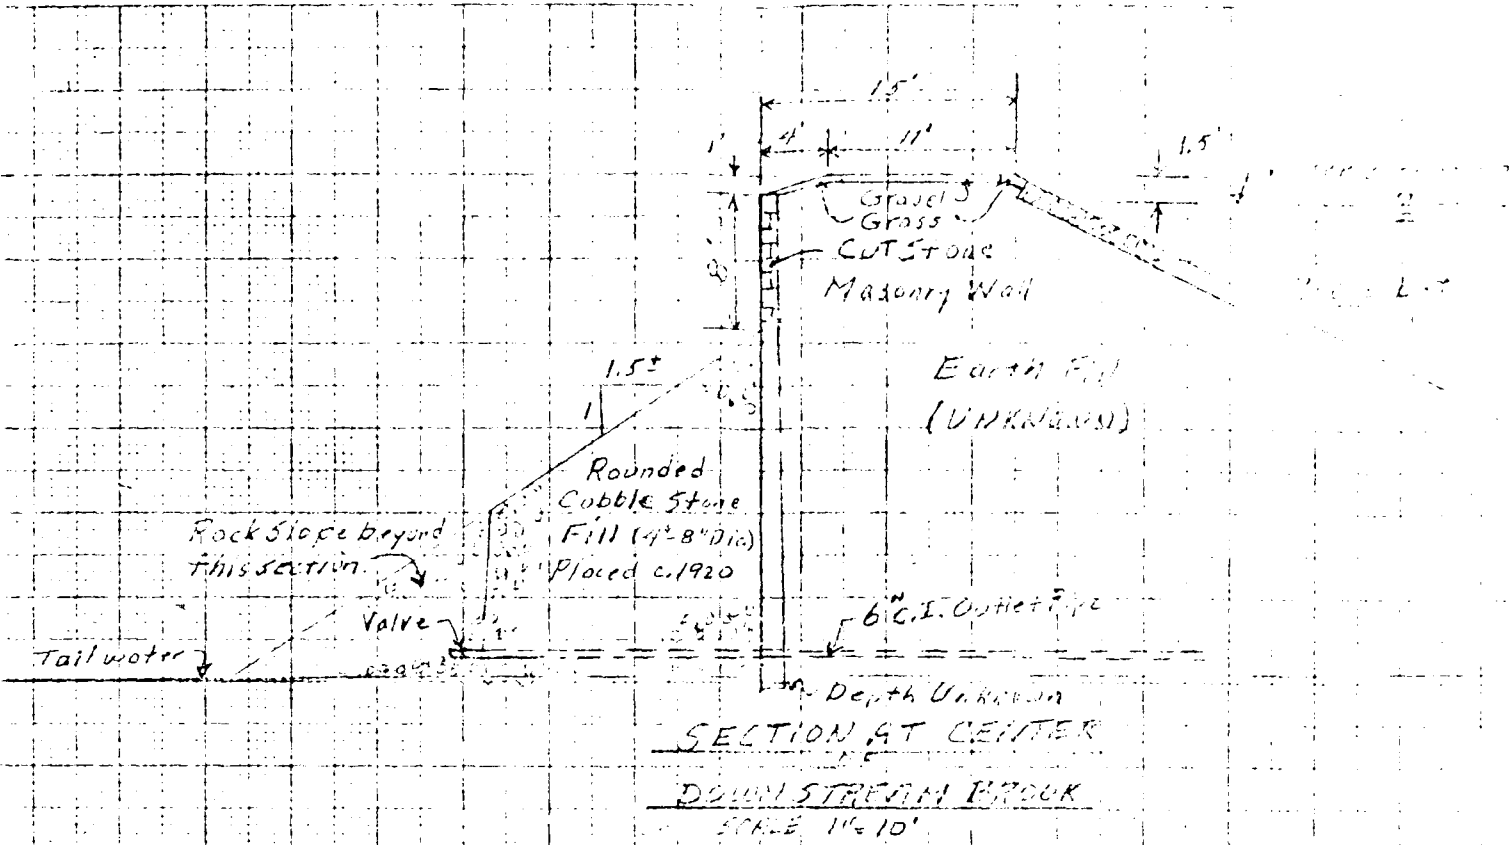 15'
4'
11'
1'
1.5'
Gravel
Grass
8'
Cut Stone
Masonry Wall
1.5±
1
Earth Fill
(UNKNOWN)
Rounded
Cobble Stone
Fill (4"-8" Dia)
Placed c. 1920
Rock Slope beyond
this section
Valve
6" C.I. Outlet Pipe
Tailwater
Depth Unknown
SECTION AT CENTER
OF
DOWNSTREAM BROOK
SCALE 1"=10'